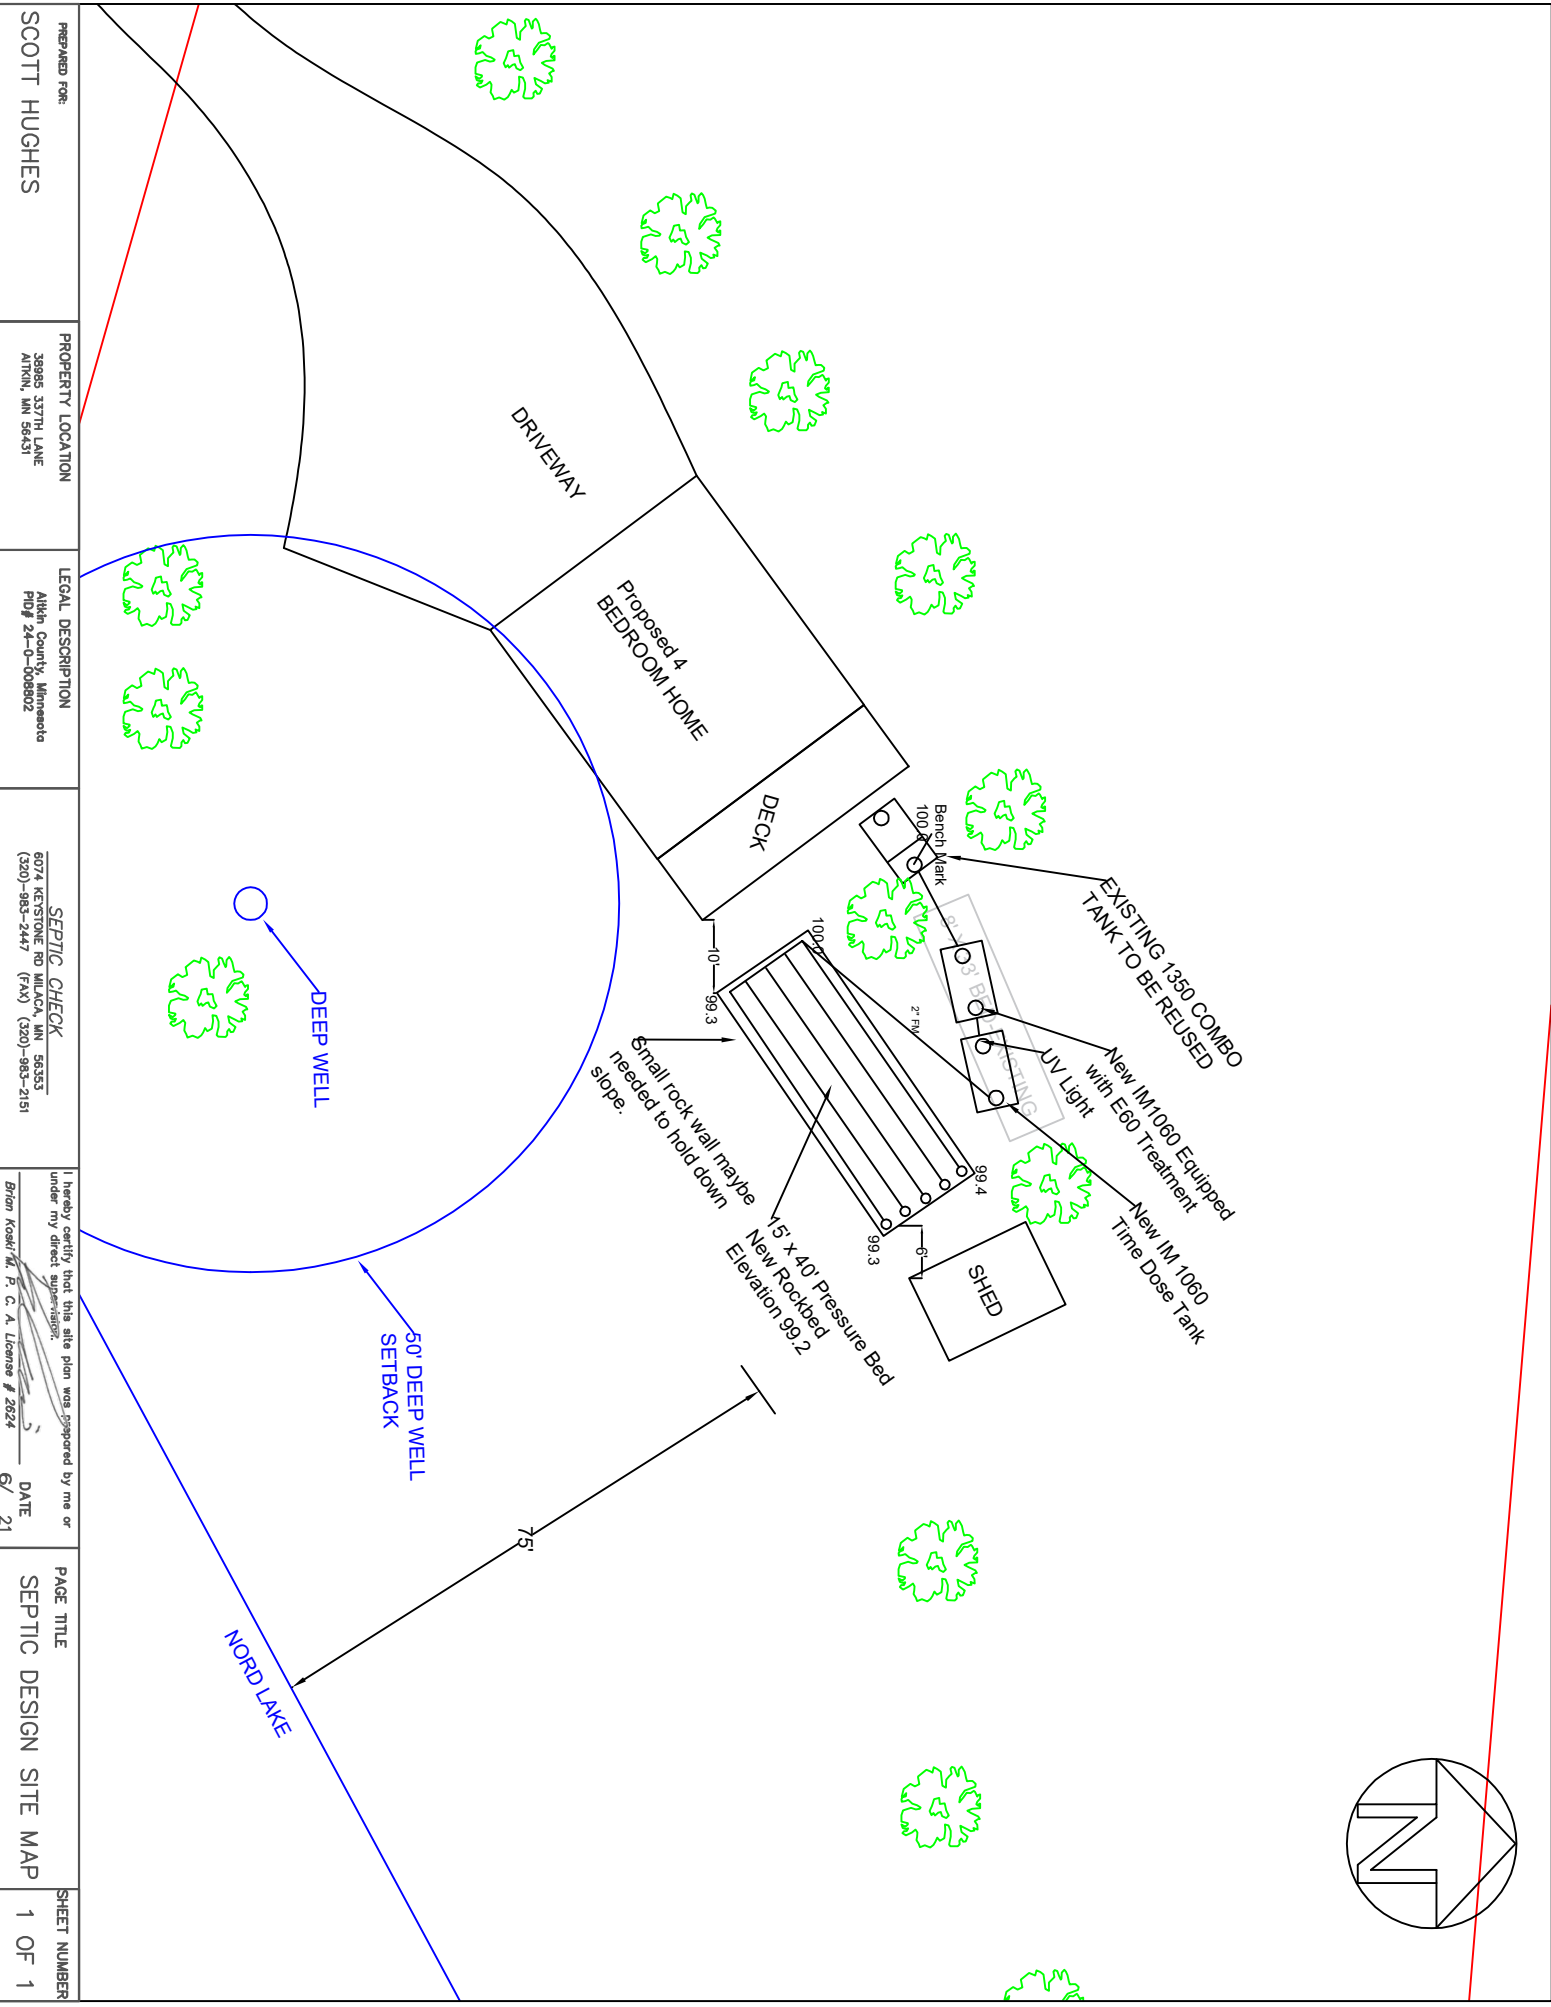 EXISTING 1350 COMBO
TANK TO BE REUSED
New IM1060 Equipped
with E60 Treatment
UV Light
New IM 1060
Time Dose Tank
Bench Mark
100.0
8' X 33' BED-EXISTING
2" FM
100.0
99.4
99.3
99.3
10'
6'
SHED
DRIVEWAY
Proposed 4
BEDROOM HOME
DECK
Small rock wall maybe
needed to hold down
slope.
15' x 40' Pressure Bed
New Rockbed
Elevation 99.2
DEEP WELL
50' DEEP WELL
SETBACK
75'
NORD LAKE
N
PREPARED FOR:
SCOTT HUGHES
PROPERTY LOCATION
38985 337TH LANE
AITKIN, MN 56431
LEGAL DESCRIPTION
Aitkin County, Minnesota
PID# 24-0-008802
SEPTIC CHECK
6074 KEYSTONE RD MILACA, MN 56353
(320)-983-2447 (FAX) (320)-983-2151
I hereby certify that this site plan was prepared by me or
under my direct supervision.
Brian Koski M. P. C. A. License # 2624
DATE
6/ 21
PAGE TITLE
SEPTIC DESIGN SITE MAP
SHEET NUMBER
1 OF 1